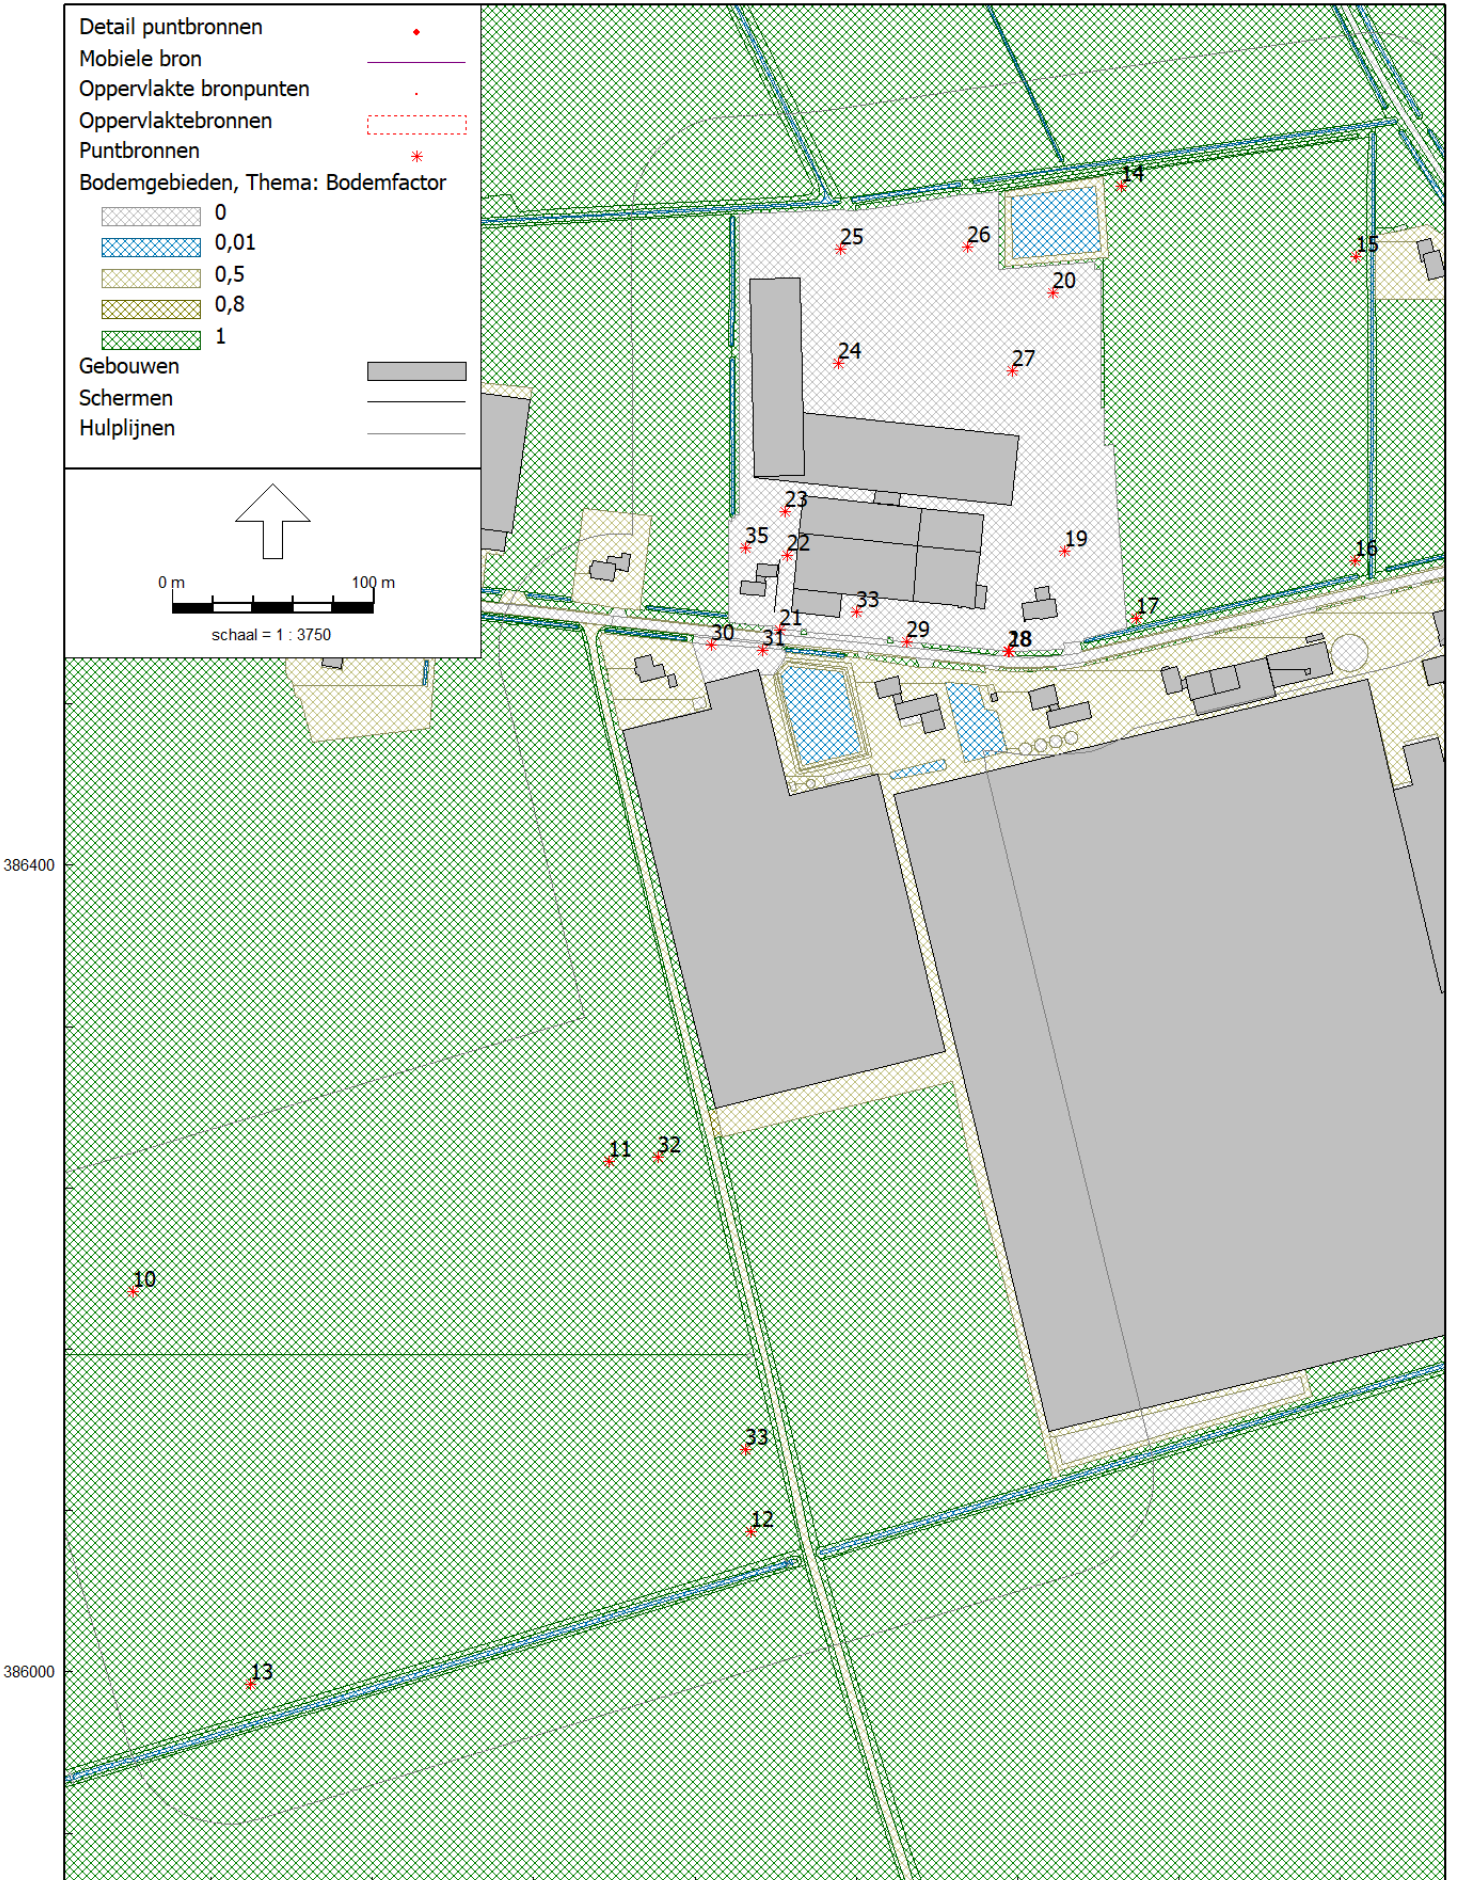 Detail puntbronnen
Mobiele bron
Oppervlakte bronpunten
Oppervlaktebronnen
Puntbronnen
Bodemgebieden, Thema: Bodemfactor
0
0,01
0,5
0,8
1
Gebouwen
Schermen
Hulplijnen
0 m 100 m
schaal = 1 : 3750
14
25
26
15
20
24
27
23
35
22
19
16
33
17
21
30
31
29
28
386400
11
32
10
33
12
13
386000